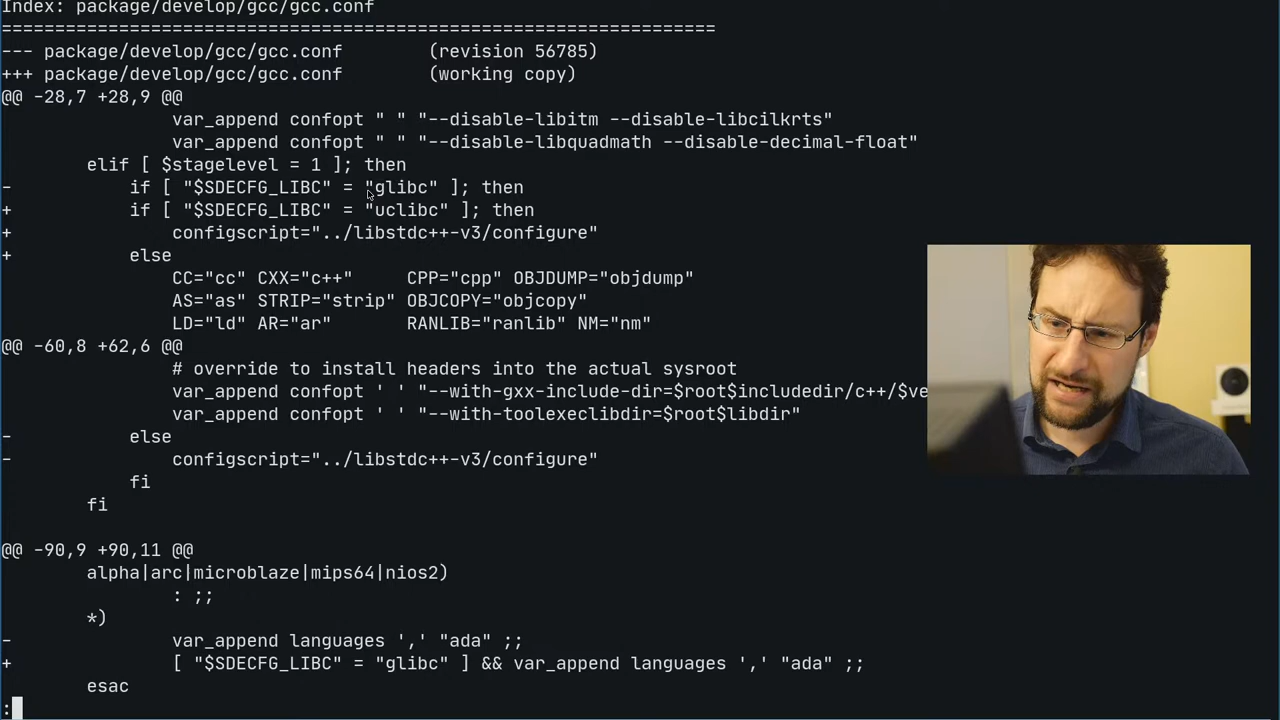 Index: package/develop/gcc/gcc.conf
===================================================================
--- package/develop/gcc/gcc.conf        (revision 56785)
+++ package/develop/gcc/gcc.conf        (working copy)
@@ -28,7 +28,9 @@
                var_append confopt " " "--disable-libitm --disable-libcilkrts"
                var_append confopt " " "--disable-libquadmath --disable-decimal-float"
        elif [ $stagelevel = 1 ]; then
-           if [ "$SDECFG_LIBC" = "glibc" ]; then
+           if [ "$SDECFG_LIBC" = "uclibc" ]; then
+               configscript="../libstdc++-v3/configure"
+           else
                CC="cc" CXX="c++"     CPP="cpp" OBJDUMP="objdump"
                AS="as" STRIP="strip" OBJCOPY="objcopy"
                LD="ld" AR="ar"       RANLIB="ranlib" NM="nm"
@@ -60,8 +62,6 @@
                # override to install headers into the actual sysroot
                var_append confopt ' ' "--with-gxx-include-dir=$root$includedir/c++/$ve
                var_append confopt ' ' "--with-toolexeclibdir=$root$libdir"
-           else
-               configscript="../libstdc++-v3/configure"
            fi
        fi
@@ -90,9 +90,11 @@
        alpha|arc|microblaze|mips64|nios2)
                : ;;
        *)
-               var_append languages ',' "ada" ;;
+               [ "$SDECFG_LIBC" = "glibc" ] && var_append languages ',' "ada" ;;
        esac
: